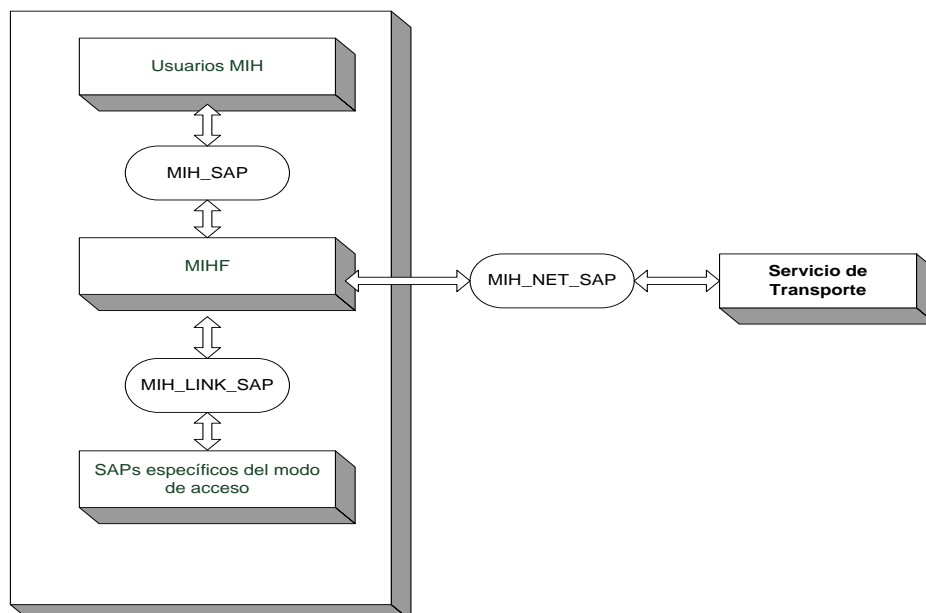 Usuarios MIH
MIH_SAP
MIHF
MIH_NET_SAP
Servicio de
Transporte
MIH_LINK_SAP
SAPs específicos del modo
de acceso